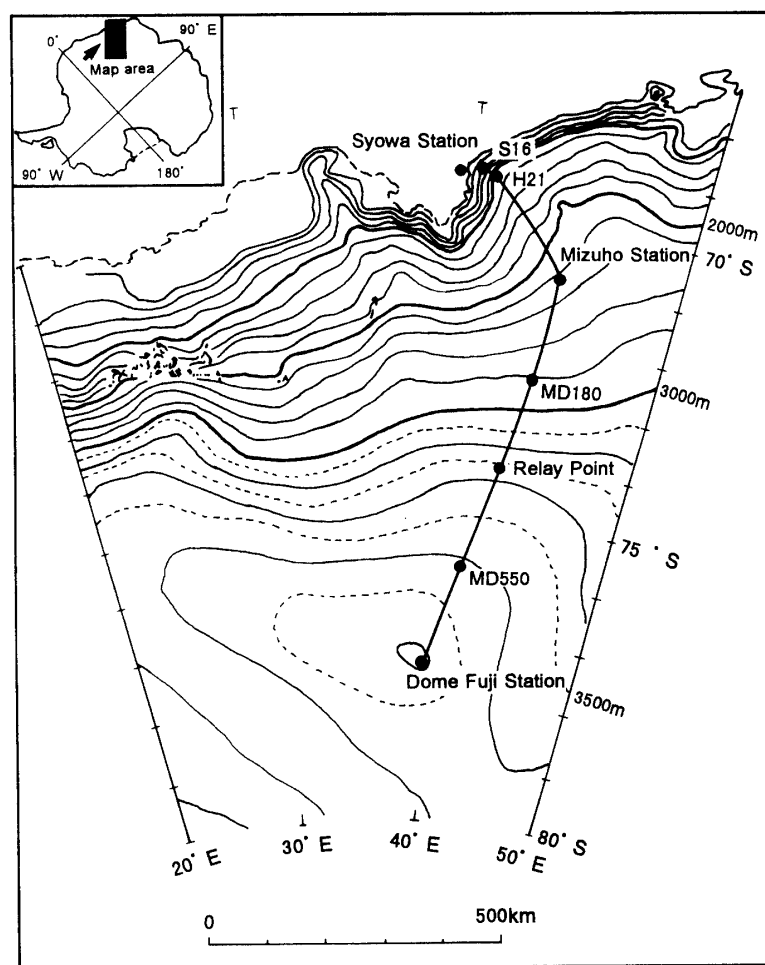 0°
90° E
Map area
90° W
180°
Syowa Station
S16
H21
2000m
70° S
Mizuho Station
MD180
3000m
Relay Point
75° S
MD550
Dome Fuji Station
3500m
80° S
20° E
30° E
40° E
50° E
0
500km